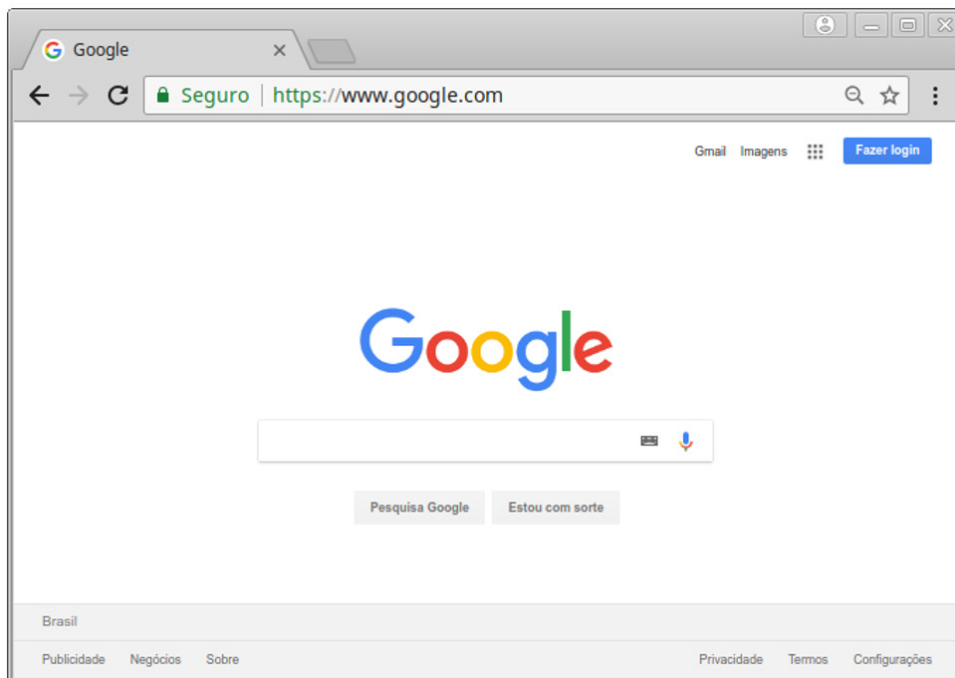 Google
Seguro | https://www.google.com
Gmail Imagens Fazer login
Google
Pesquisa Google Estou com sorte
Brasil
Publicidade Negócios Sobre Privacidade Termos Configurações